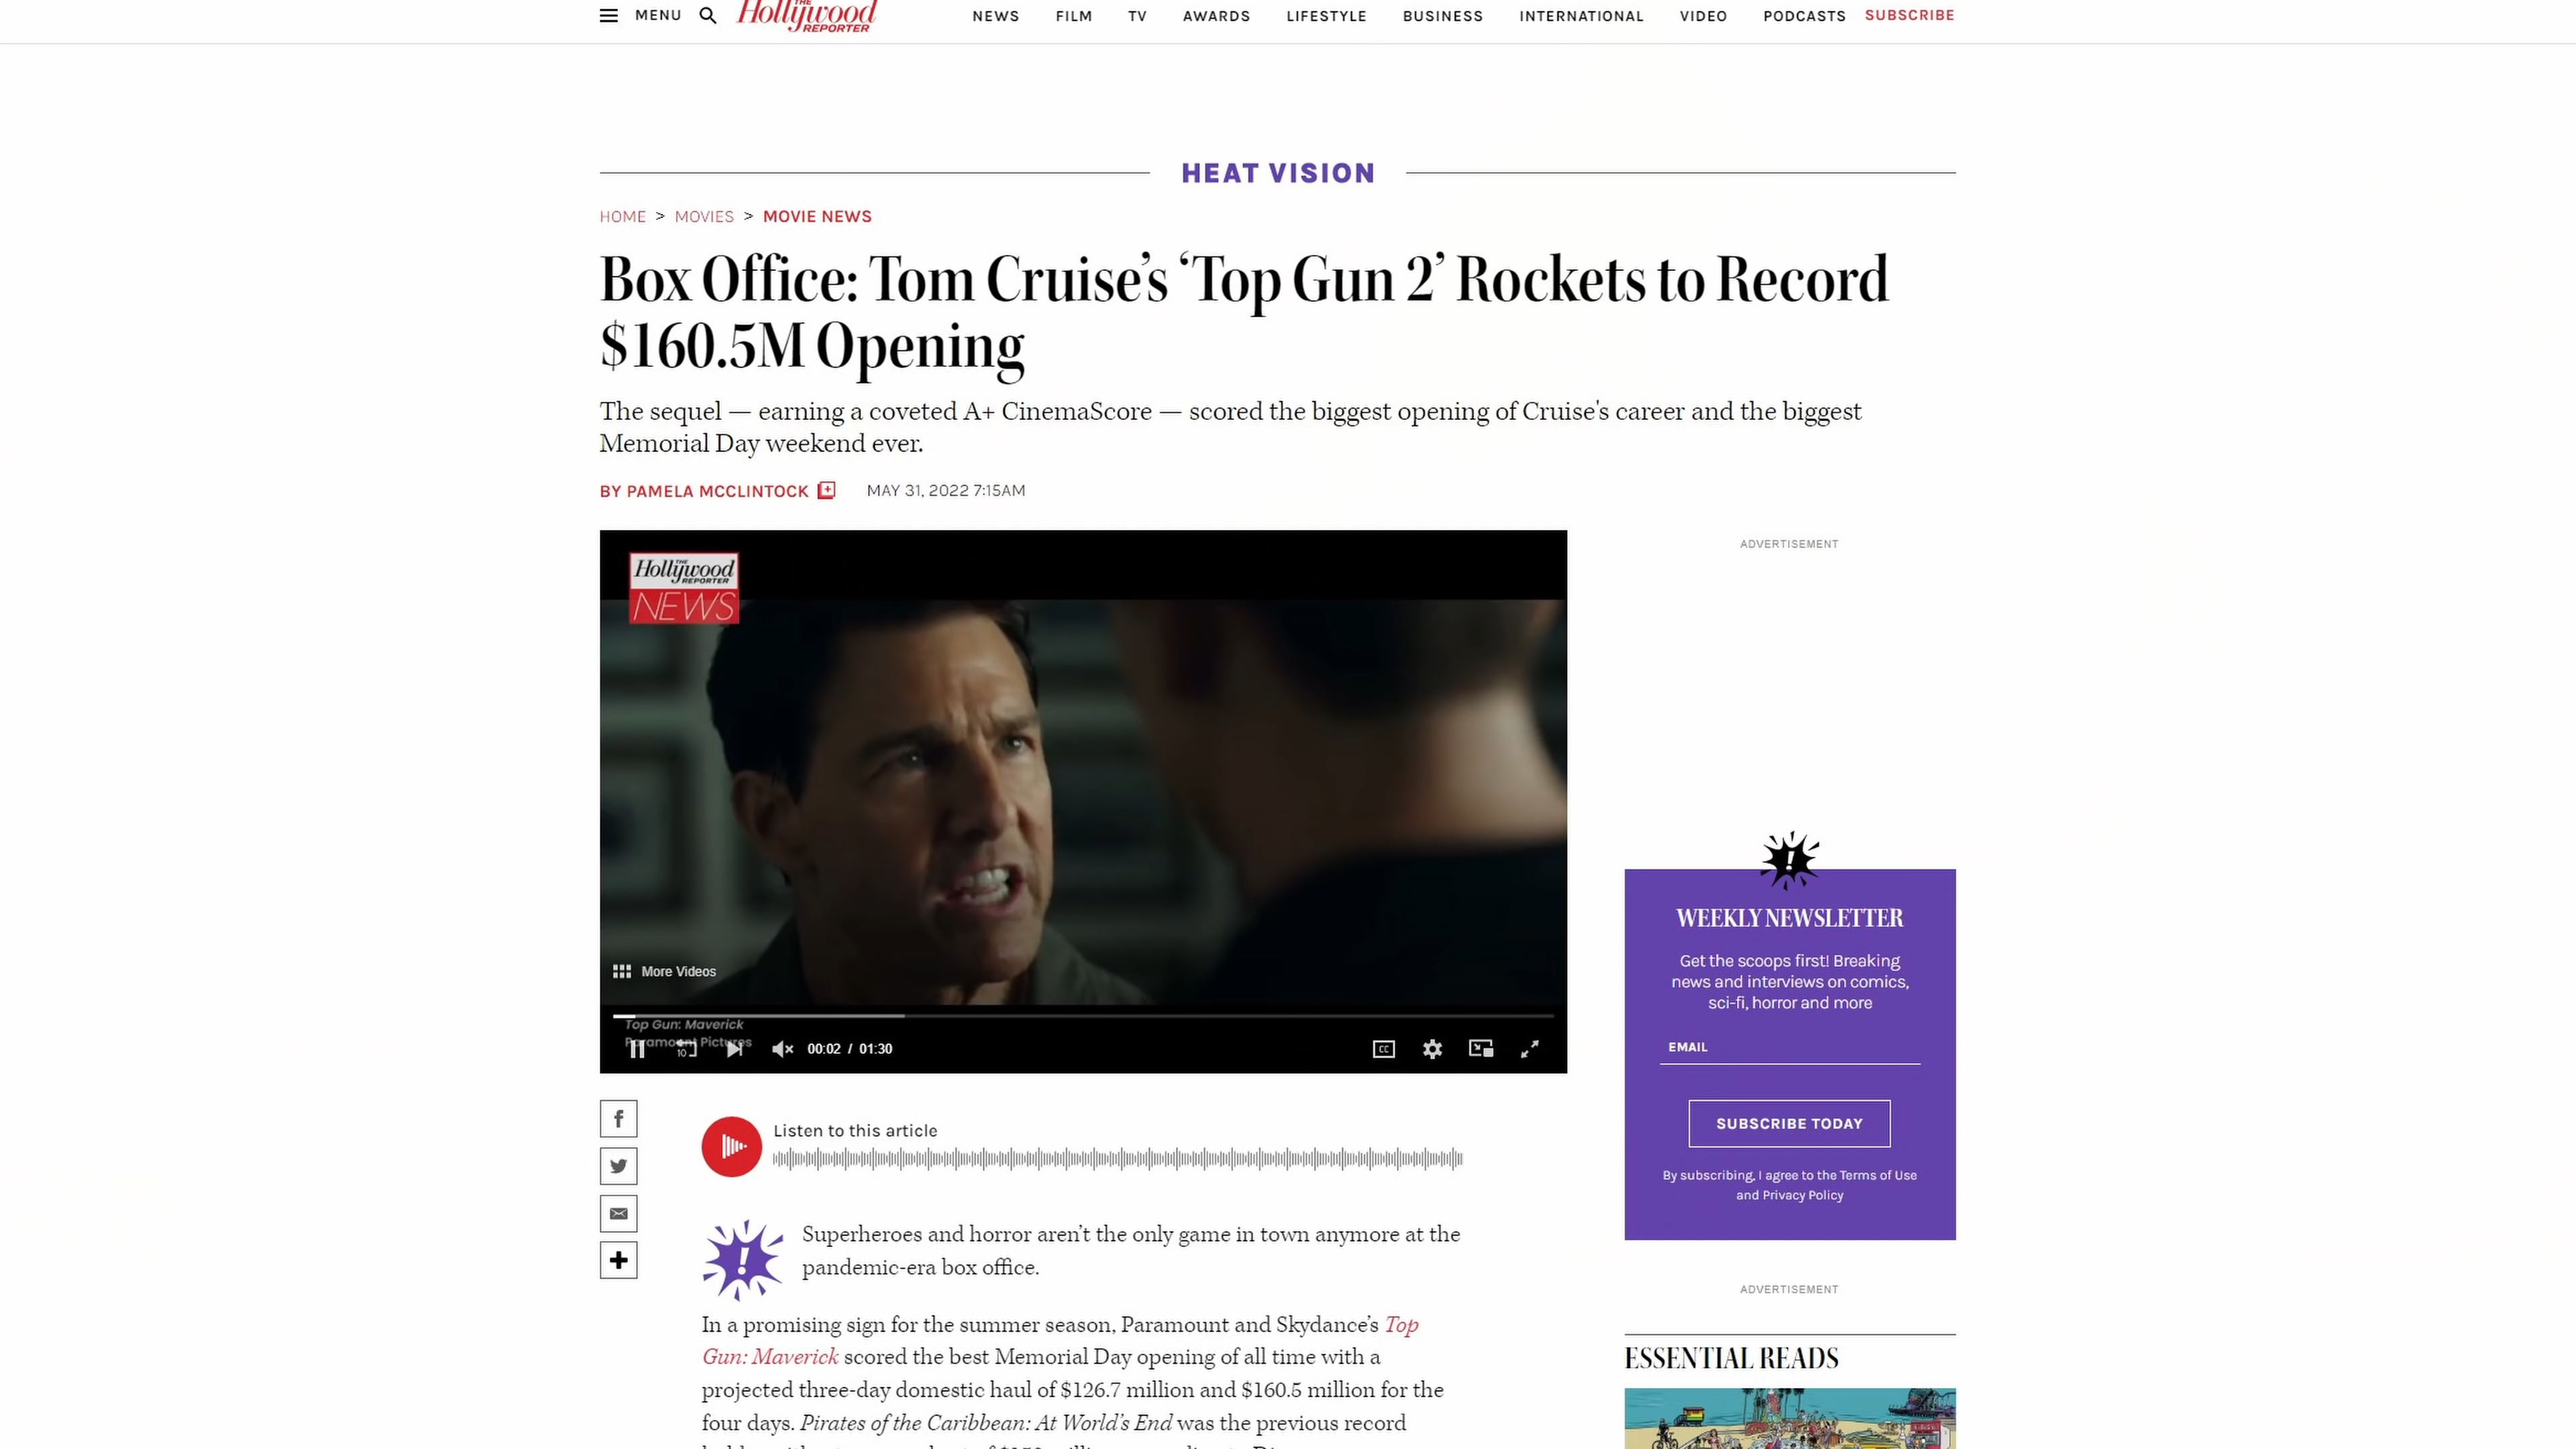 MENU
THE
Hollywood
REPORTER
NEWS FILM TV AWARDS LIFESTYLE BUSINESS INTERNATIONAL VIDEO PODCASTS SUBSCRIBE
HEAT VISION
HOME > MOVIES > MOVIE NEWS
Box Office: Tom Cruise’s ‘Top Gun 2’ Rockets to Record
$160.5M Opening
The sequel — earning a coveted A+ CinemaScore — scored the biggest opening of Cruise's career and the biggest
Memorial Day weekend ever.
BY PAMELA MCCLINTOCK MAY 31, 2022 7:15AM
THE
Hollywood
REPORTER
NEWS
More Videos
Top Gun: Maverick
Paramount Pictures
10
00:02 / 01:30
CC
Listen to this article
Superheroes and horror aren’t the only game in town anymore at the
pandemic-era box office.
In a promising sign for the summer season, Paramount and Skydance’s Top
Gun: Maverick scored the best Memorial Day opening of all time with a
projected three-day domestic haul of $126.7 million and $160.5 million for the
four days. Pirates of the Caribbean: At World’s End was the previous record
ADVERTISEMENT
WEEKLY NEWSLETTER
Get the scoops first! Breaking
news and interviews on comics,
sci-fi, horror and more
EMAIL
SUBSCRIBE TODAY
By subscribing, I agree to the Terms of Use
and Privacy Policy
ADVERTISEMENT
ESSENTIAL READS